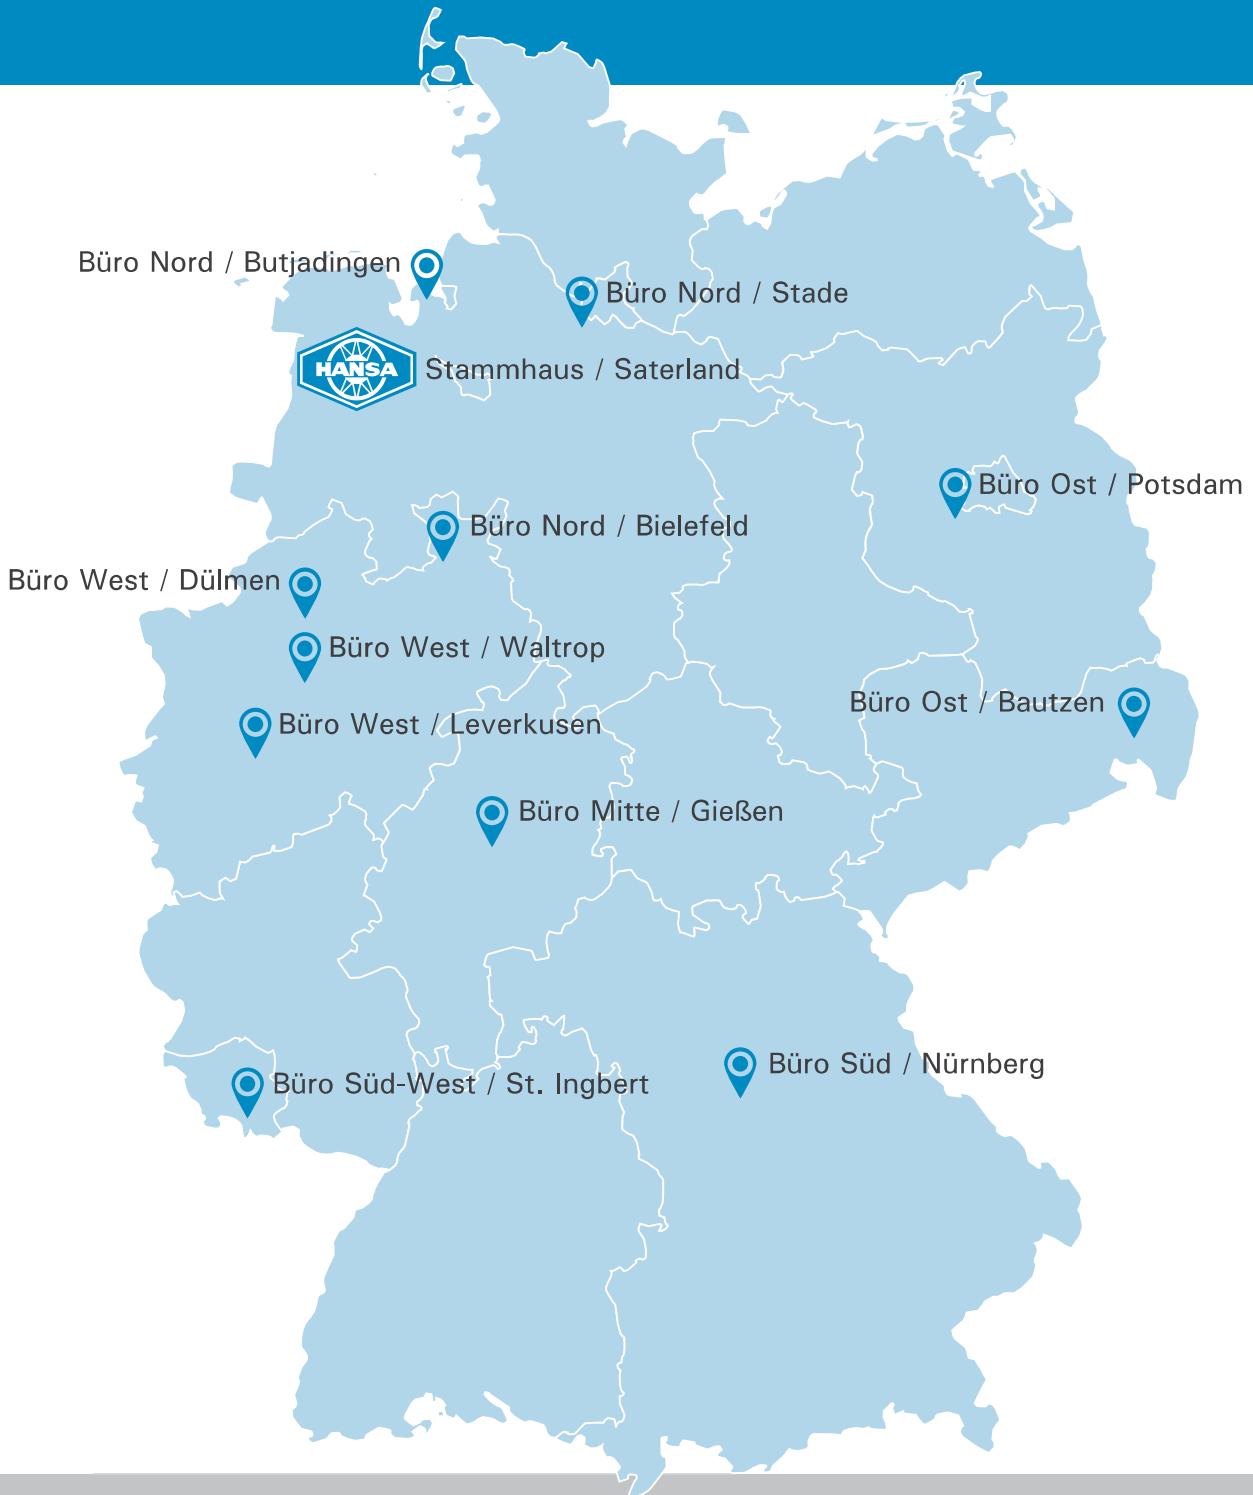 Büro Nord / Butjadingen
Büro Nord / Stade
HANSA
Stammhaus / Saterland
Büro Ost / Potsdam
Büro Nord / Bielefeld
Büro West / Dülmen
Büro West / Waltrop
Büro Ost / Bautzen
Büro West / Leverkusen
Büro Mitte / Gießen
Büro Süd / Nürnberg
Büro Süd-West / St. Ingbert